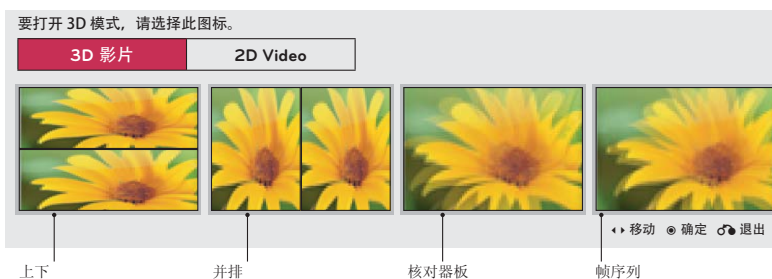 要打开 3D 模式，请选择此图标。
3D 影片
2D Video
移动 确定 退出
上下
并排
核对器板
帧序列